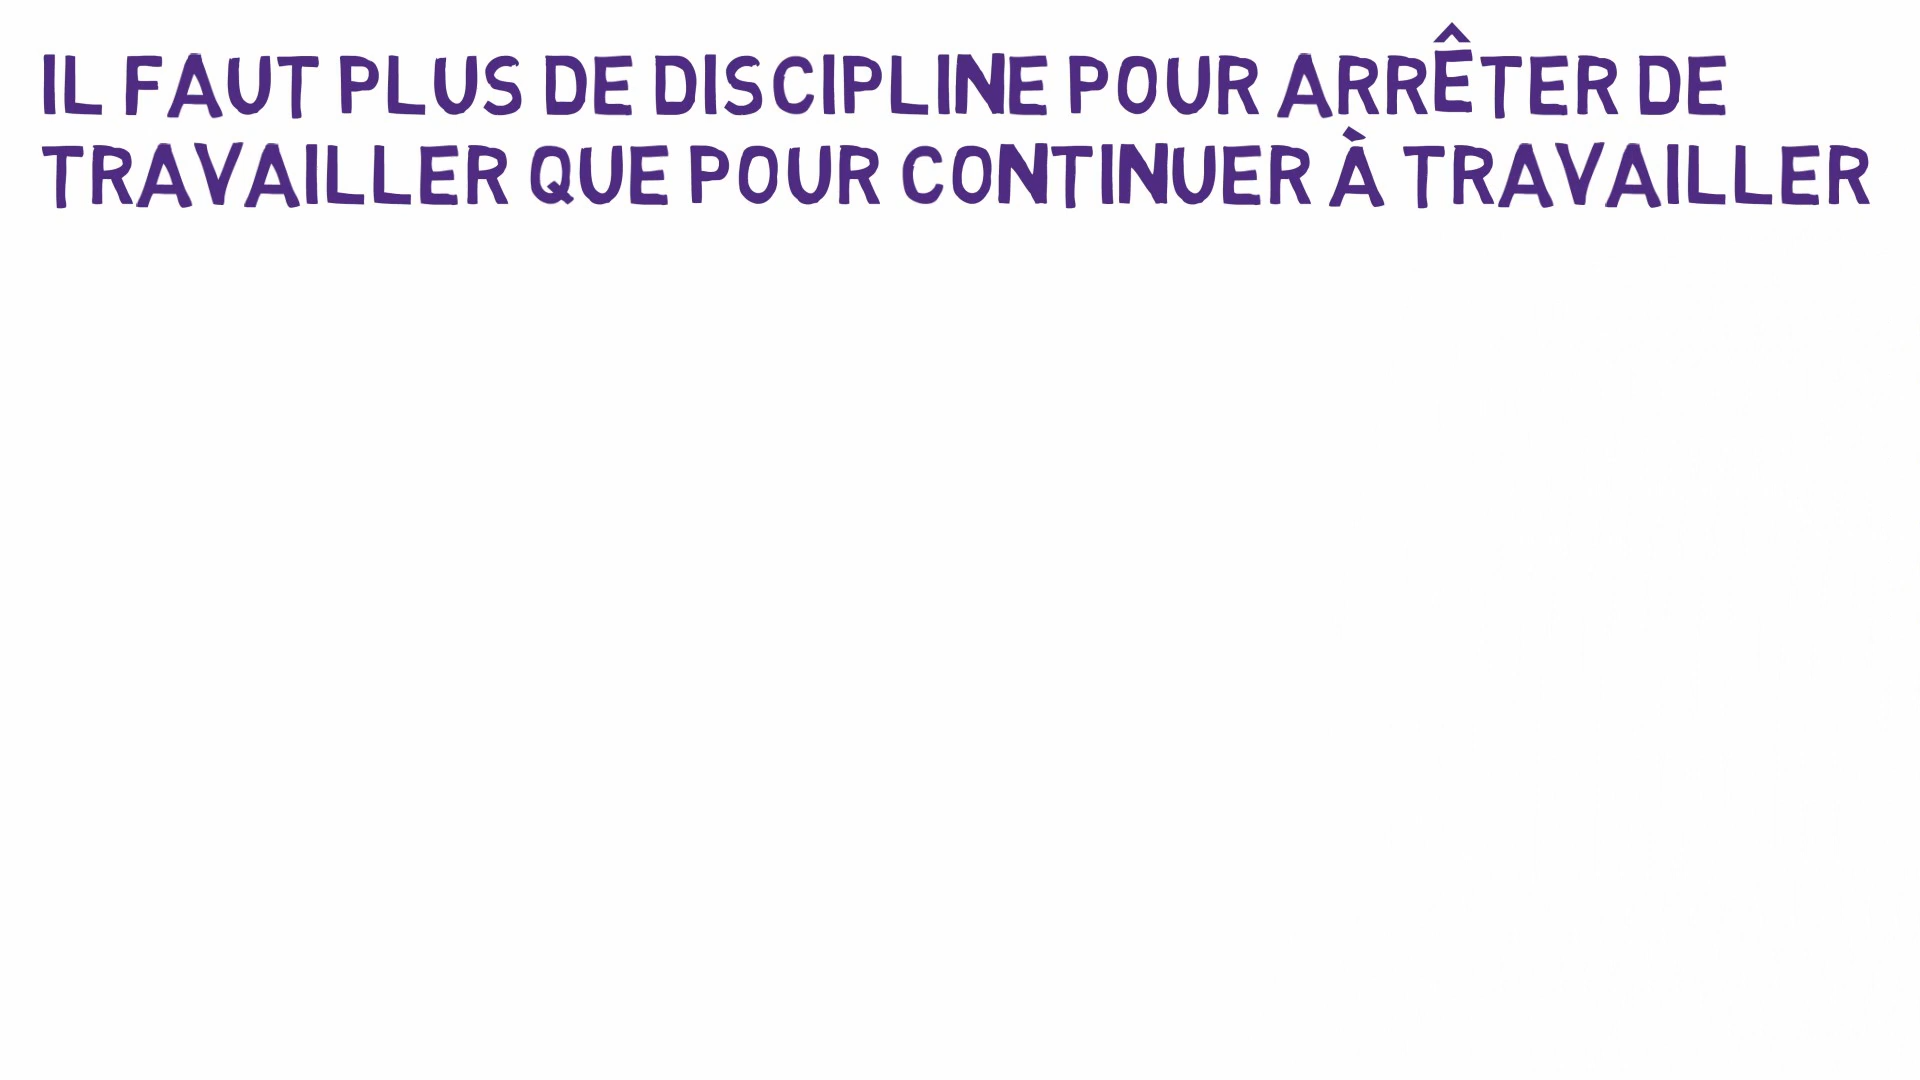 IL FAUT PLUS DE DISCIPLINE POUR ARRÊTER DE
TRAVAILLER QUE POUR CONTINUER À TRAVAILLER